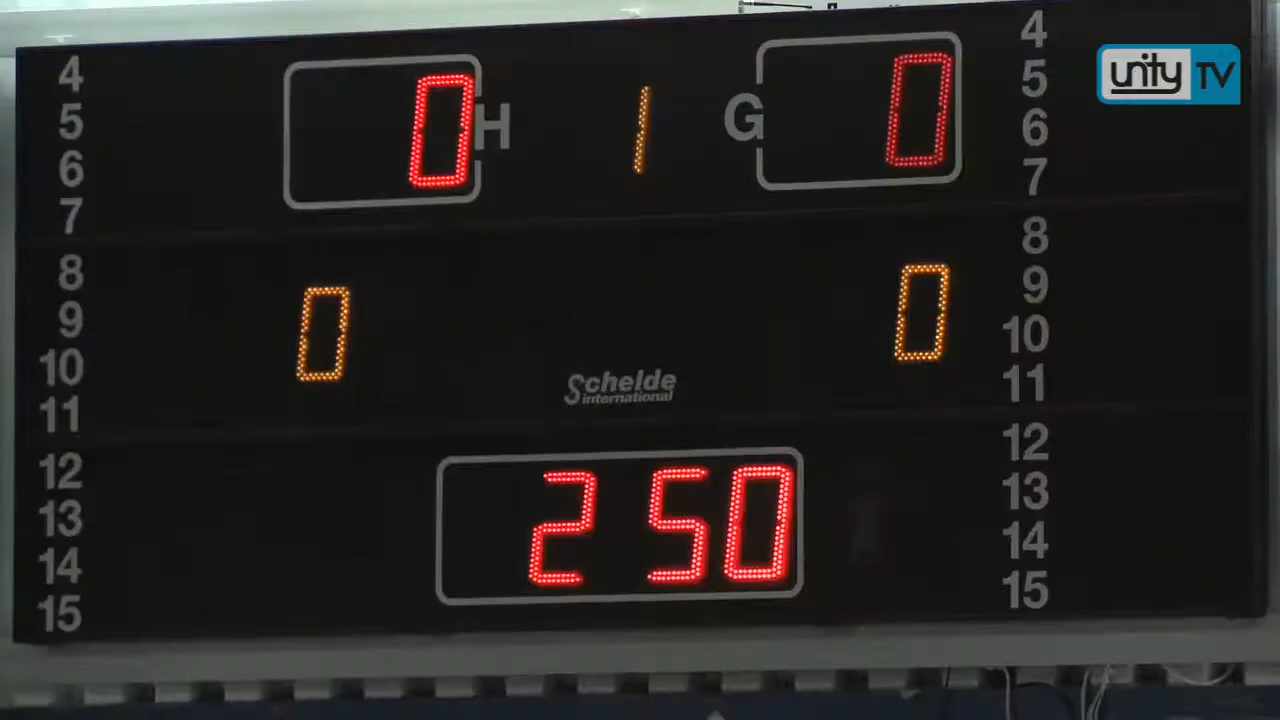 4 0 H 1 G 0 4
5 5
6 6
7 7
unity TV
8 8
9 0 0 9
10 10
11 11
Schelde
international
12 12
13 2 50 13
14 14
15 15